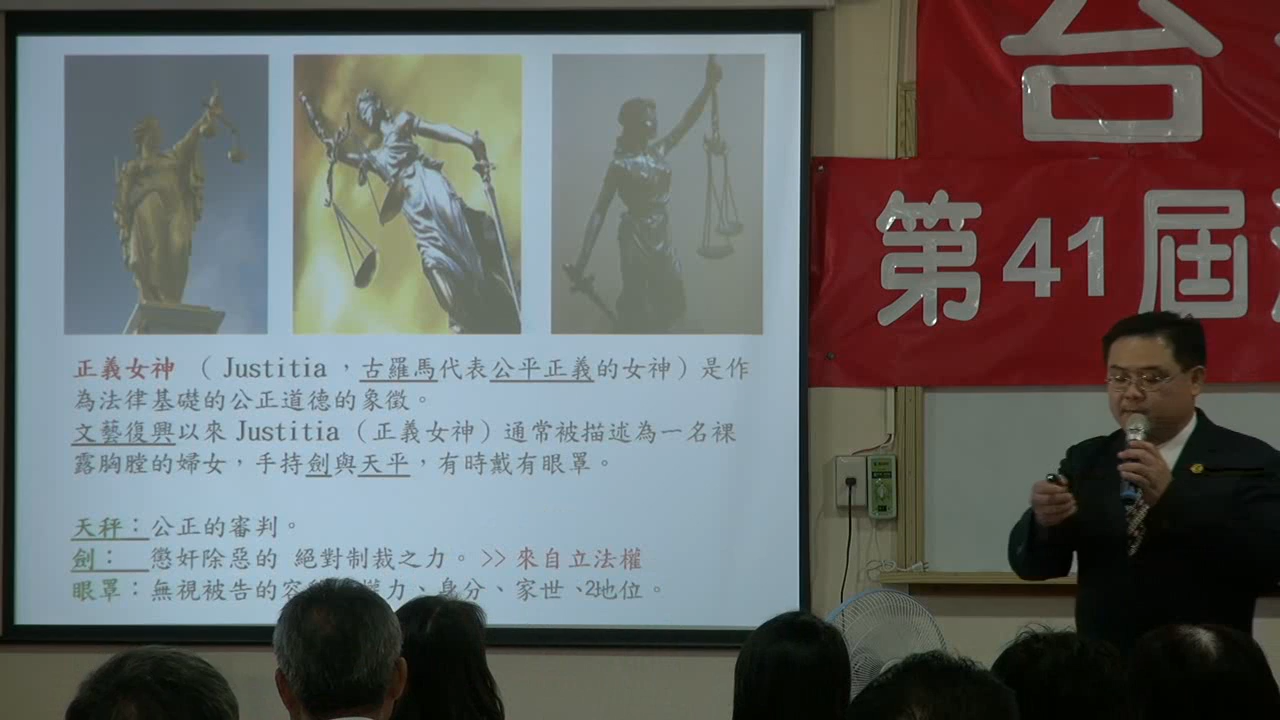 正義女神 （ Justitia ，古羅馬代表公平正義的女神）是作
為法律基礎的公正道德的象徵。
文藝復興以來 Justitia （正義女神）通常被描述為一名裸
露胸膛的婦女，手持劍與天平，有時戴有眼罩。
天秤：公正的審判。
劍： 懲奸除惡的 絕對制裁之力。 >> 來自立法權
眼罩：無視被告的容 力、身分、家世、2地位。
台
第41屆